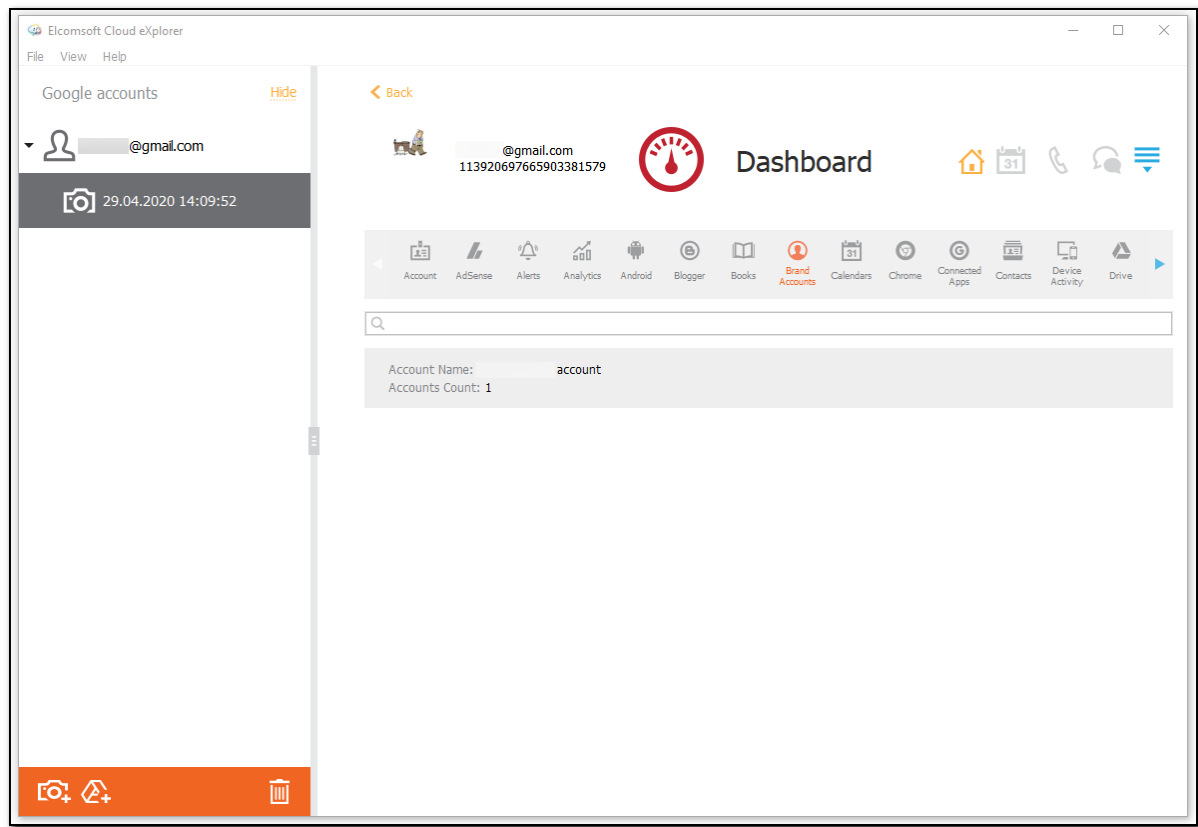 Elcomsoft Cloud eXplorer
File View Help
Google accounts Hide
@gmail.com
29.04.2020 14:09:52
Back
@gmail.com
113920697665903381579
Dashboard
31
Account AdSense Alerts Analytics Android Blogger Books Brand Accounts Calendars Chrome Connected Apps Contacts Device Activity Drive
Account Name: account
Accounts Count: 1